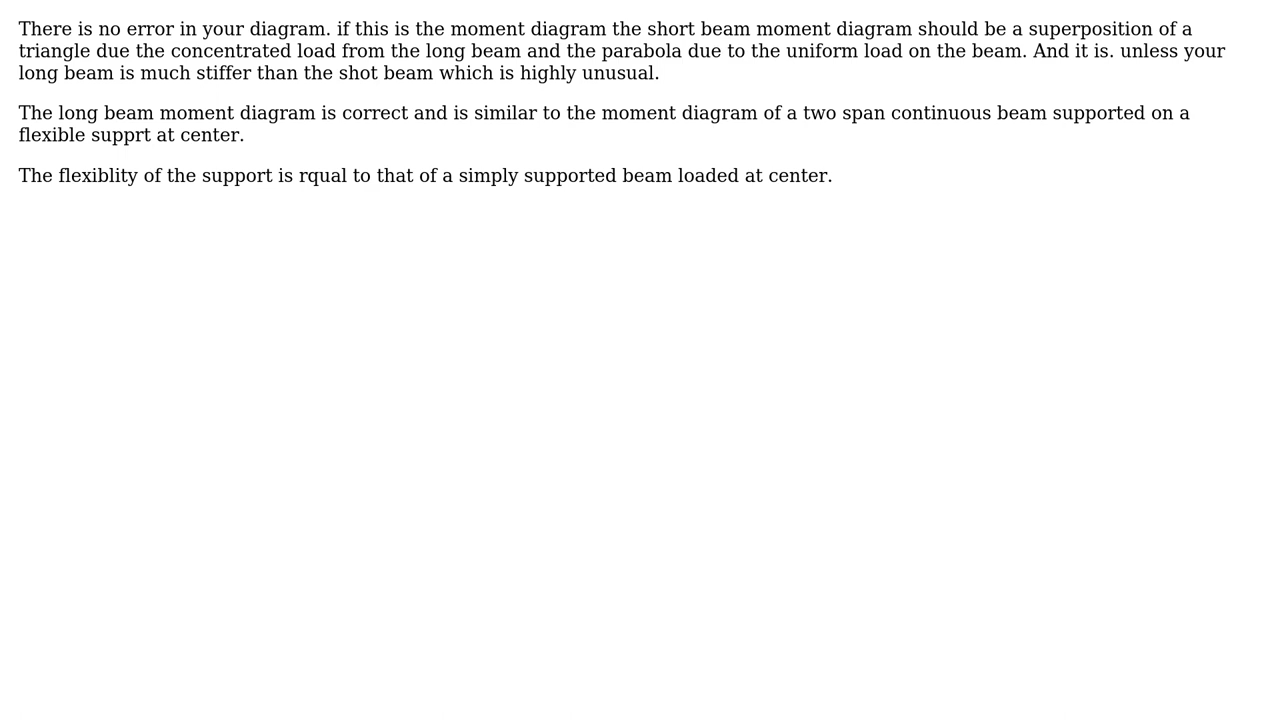 There is no error in your diagram. if this is the moment diagram the short beam moment diagram should be a superposition of a
triangle due the concentrated load from the long beam and the parabola due to the uniform load on the beam. And it is. unless your
long beam is much stiffer than the shot beam which is highly unusual.
The long beam moment diagram is correct and is similar to the moment diagram of a two span continuous beam supported on a
flexible supprt at center.
The flexiblity of the support is rqual to that of a simply supported beam loaded at center.